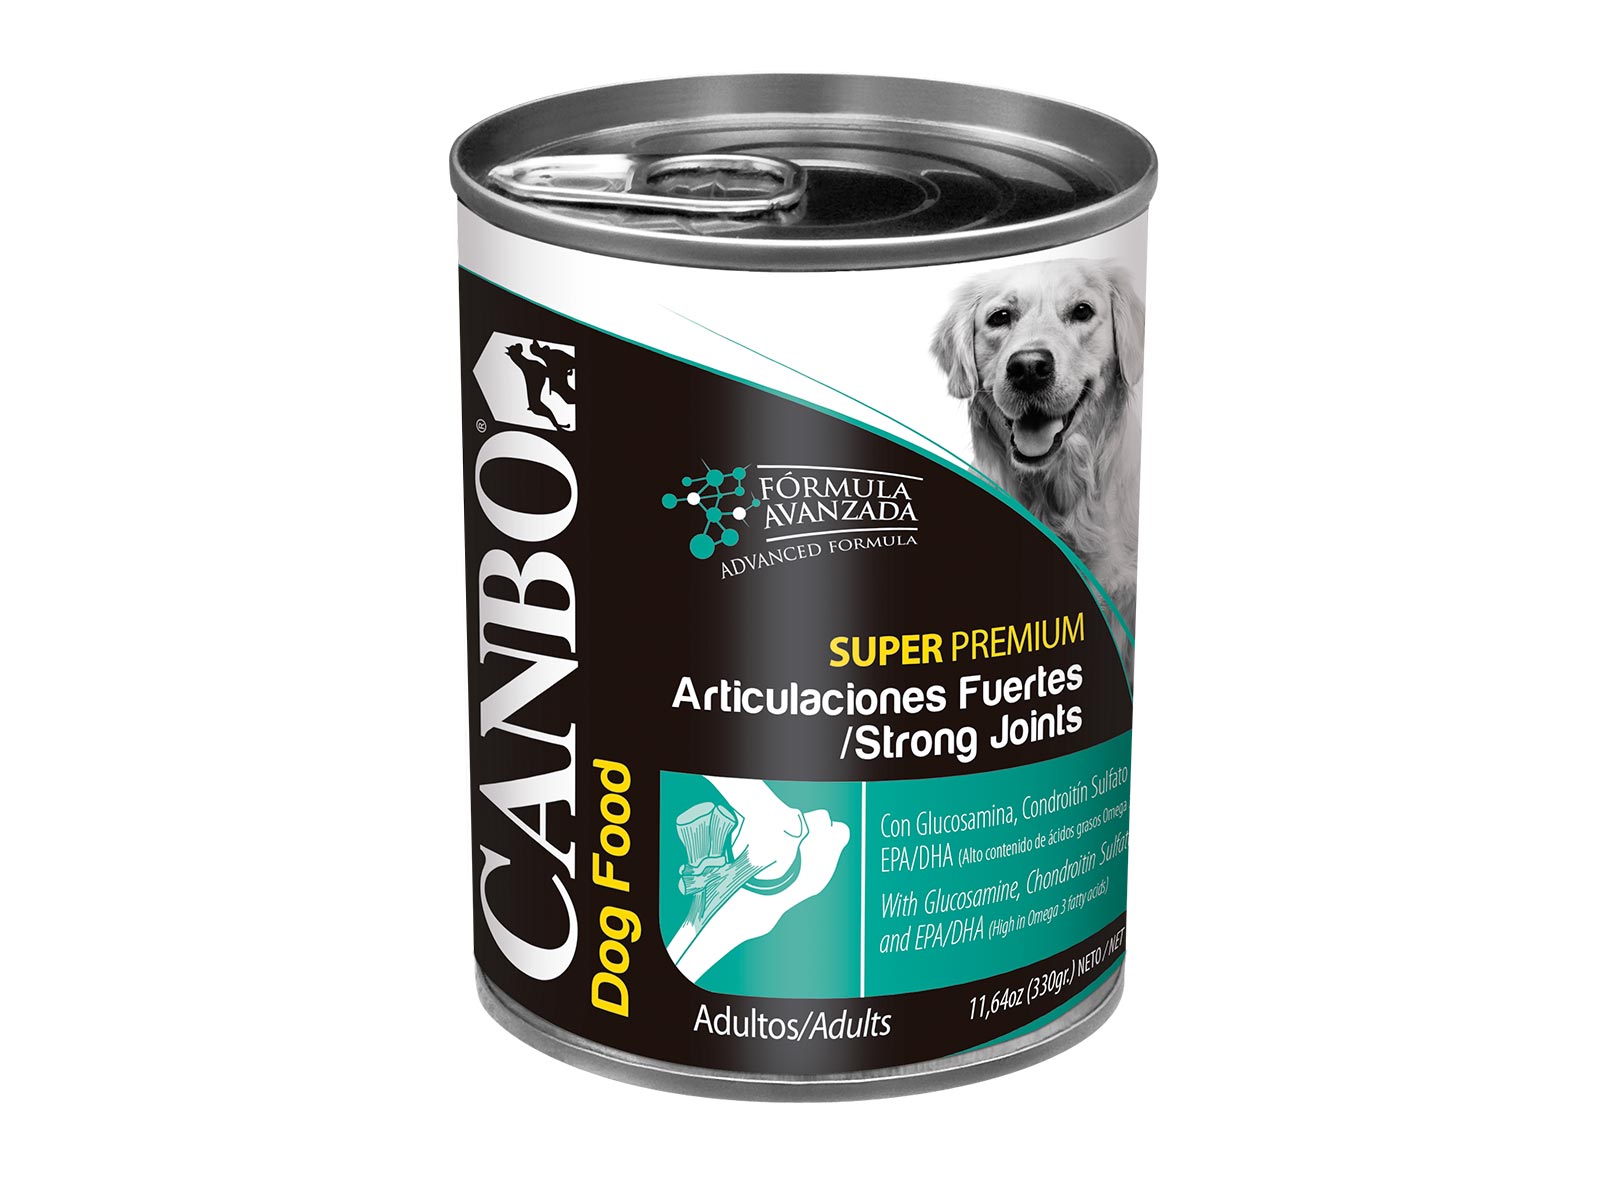 CANBO®
Dog Food
FÓRMULA
AVANZADA
ADVANCED FORMULA
SUPER PREMIUM
Articulaciones Fuertes
/Strong Joints
Con Glucosamina, Condroitín Sulfato
EPA/DHA (Alto contenido de ácidos grasos Omega
With Glucosamine, Chondroitin Sulfat
and EPA/DHA (High in Omega 3 fatty acids)
11,64oz (330gr.) NETO/NET
Adultos/Adults